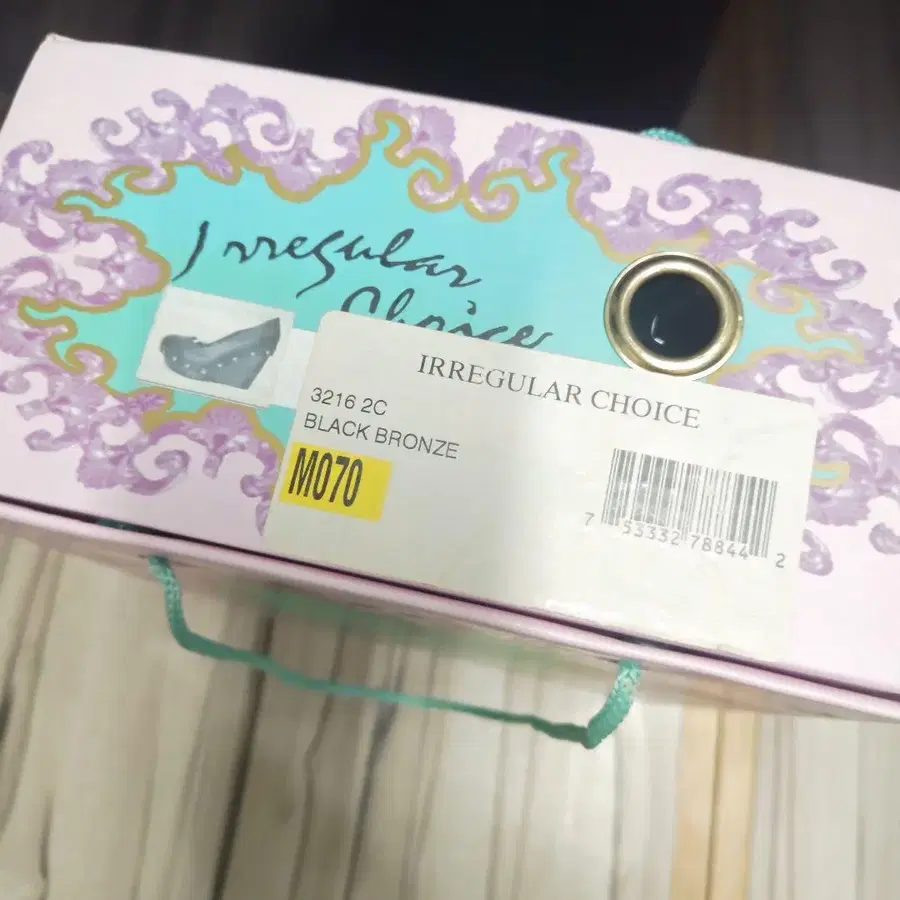 Irregular
Choice
IRREGULAR CHOICE
3216 2C
BLACK BRONZE
M070
7 53332 78844 2